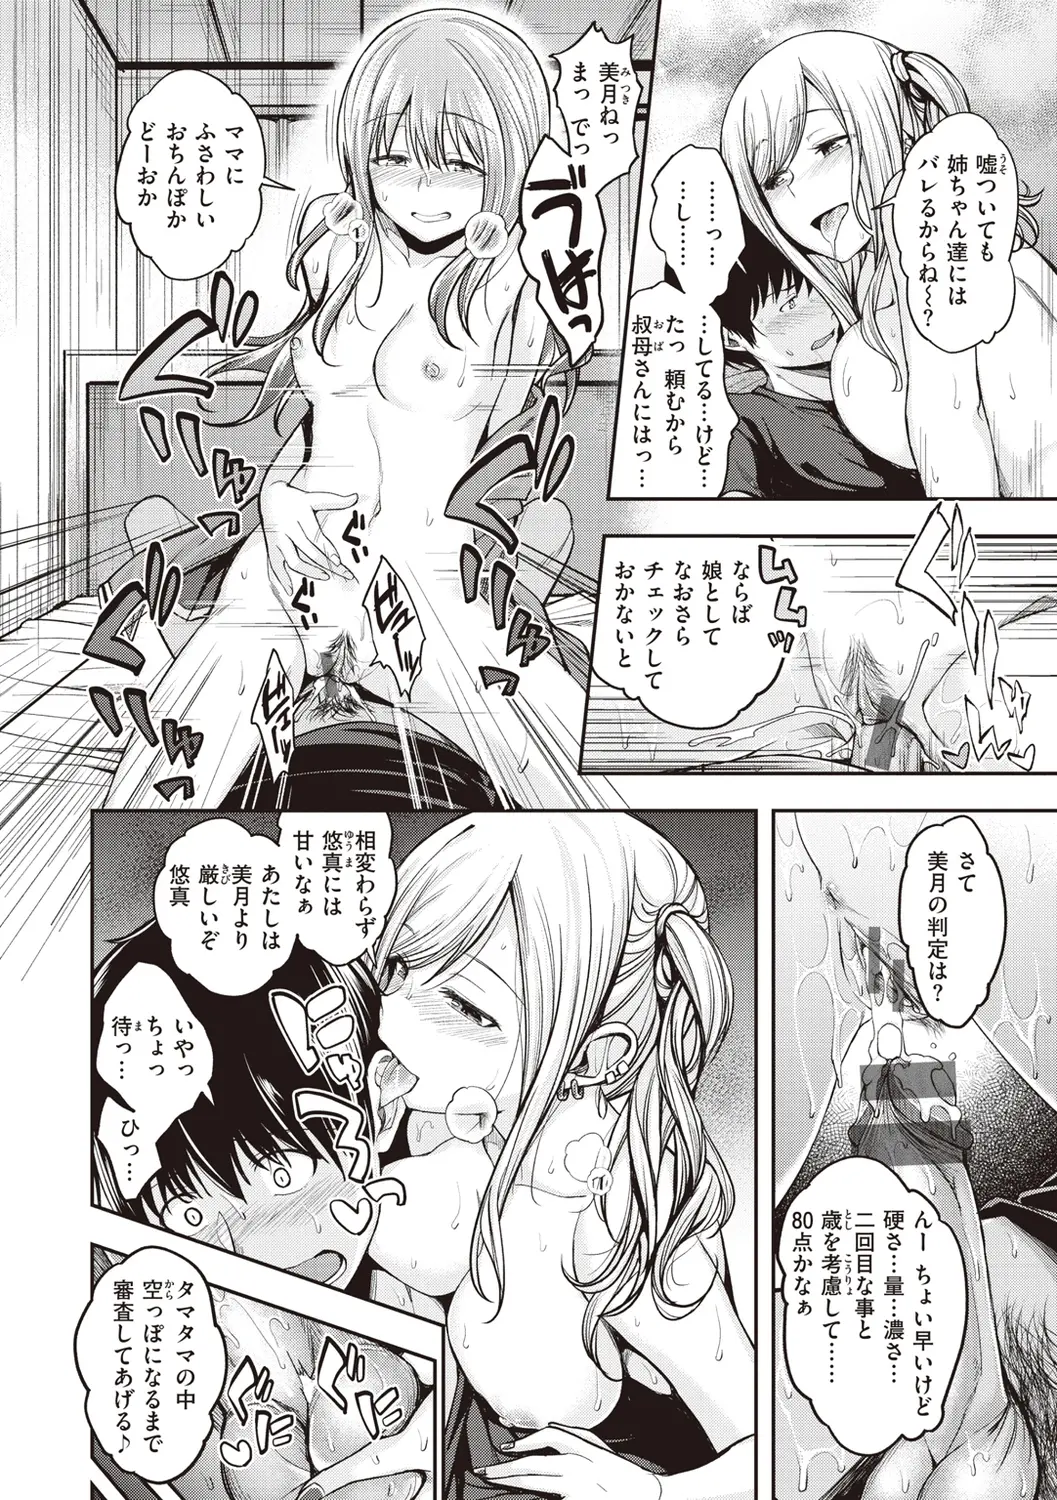 嘘ついても
姉ちゃん達には
バレるからね～?
……っ…
…し……
…してる…けど…
たっ 頼むから
叔母さんにはっ…
美月ねっ
まっ でっ
ママに
ふさわしい
おちんぽか
どーおか
ならば
娘として
なおさら
チェックして
おかないと
さて
美月の判定は?
んー ちょい早いけど
硬さ…量…濃さ…
二回目な事と
歳を考慮して………
80点かなぁ
相変わらず
悠真には
甘いなぁ
あたしは
美月より
厳しいぞ
悠真
いやっ
ちょっ
待っ…
ひっ…
タマタマの中
空っぽになるまで
審査してあげる♪